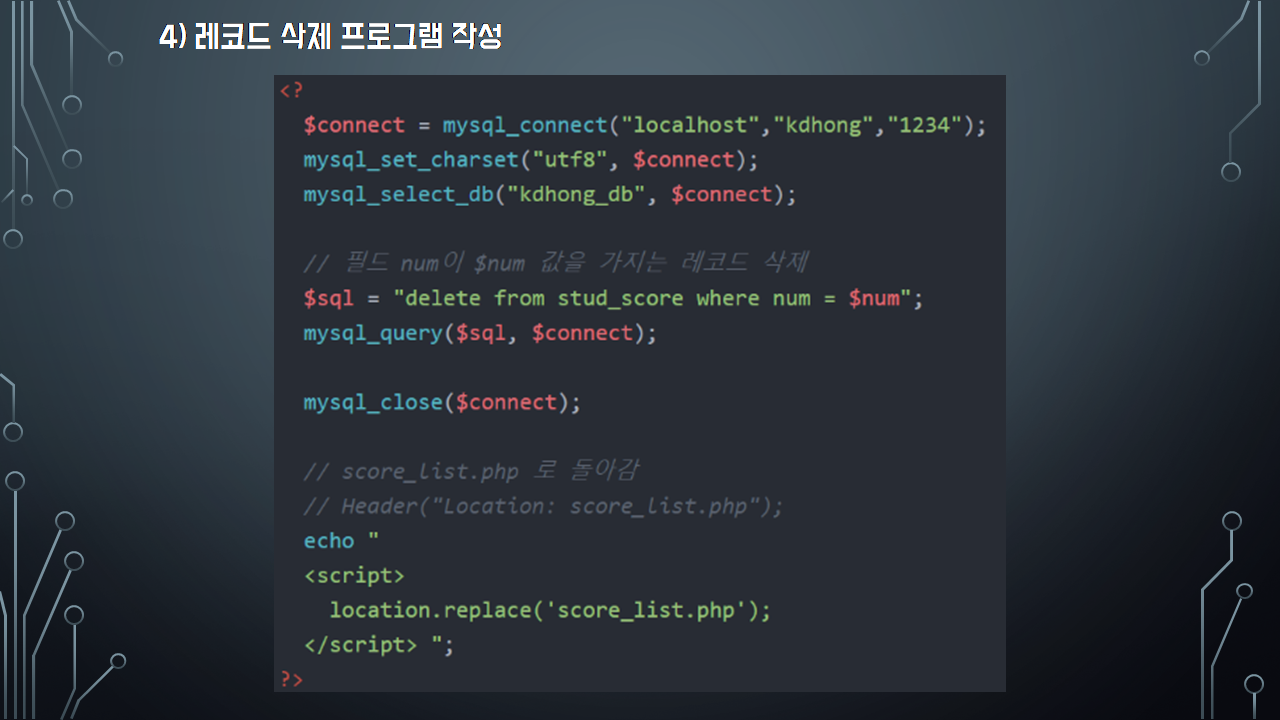 4) 레코드 삭제 프로그램 작성
<?
$connect = mysql_connect("localhost","kdhong","1234");
mysql_set_charset("utf8", $connect);
mysql_select_db("kdhong_db", $connect);
// 필드 num이 $num 값을 가지는 레코드 삭제
$sql = "delete from stud_score where num = $num";
mysql_query($sql, $connect);
mysql_close($connect);
// score_list.php 로 돌아감
// Header("Location: score_list.php");
echo "
<script>
location.replace('score_list.php');
</script> ";
?>